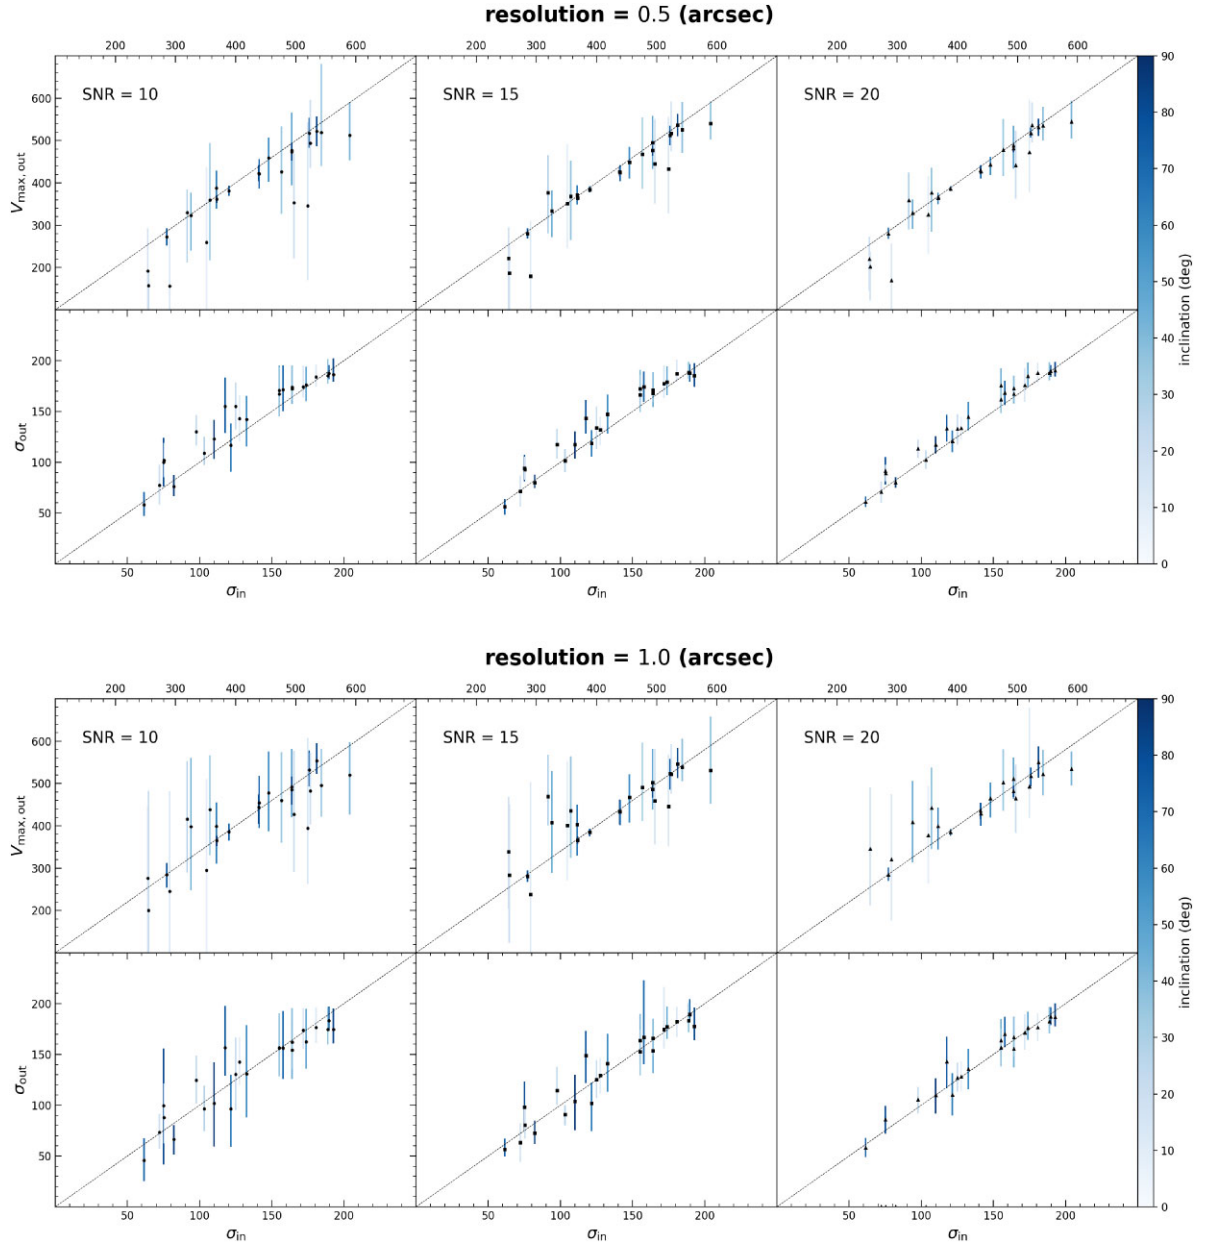 resolution = 0.5 (arcsec)
200 300 400 500 600 200 300 400 500 600 200 300 400 500 600
SNR = 10 SNR = 15 SNR = 20
V_max, out
600
500
400
300
200
σ_out
200
150
100
50
50 100 150 200 50 100 150 200 50 100 150 200
σ_in σ_in σ_in
90
80
70
60
50
40
30
20
10
0
inclination (deg)
resolution = 1.0 (arcsec)
200 300 400 500 600 200 300 400 500 600 200 300 400 500 600
SNR = 10 SNR = 15 SNR = 20
V_max, out
600
500
400
300
200
σ_out
200
150
100
50
50 100 150 200 50 100 150 200 50 100 150 200
σ_in σ_in σ_in
90
80
70
60
50
40
30
20
10
0
inclination (deg)